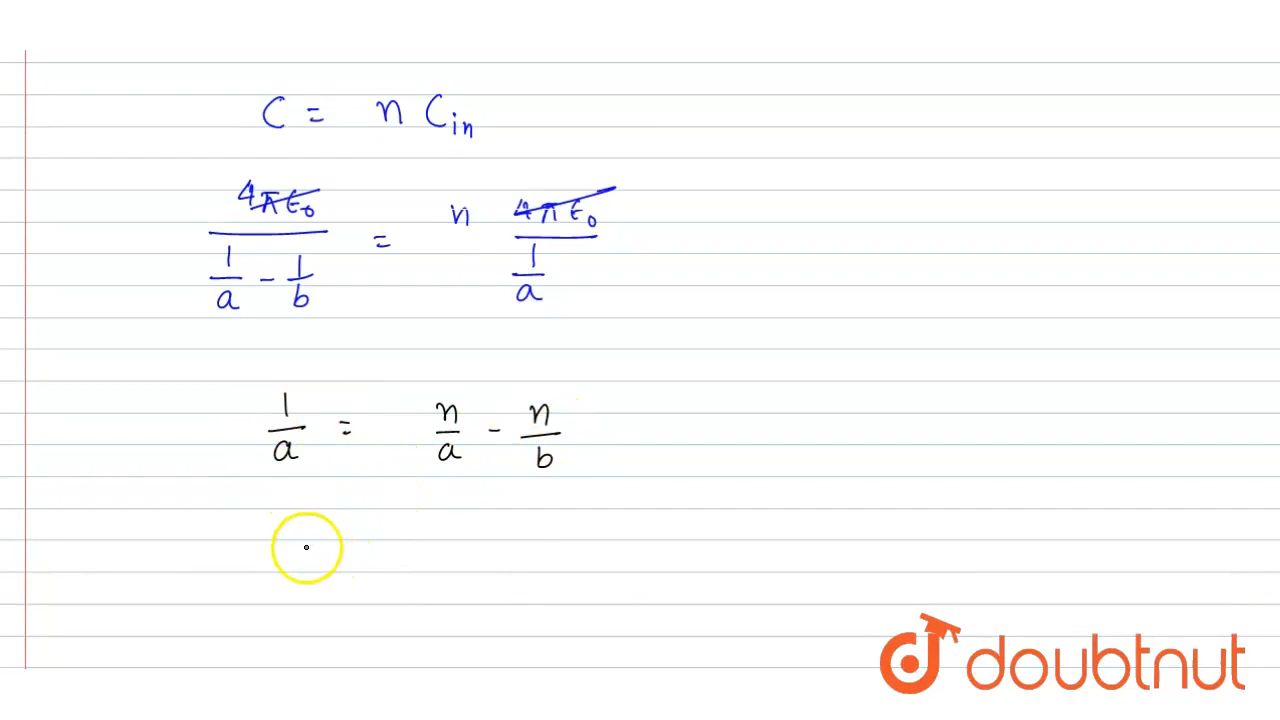 C = n C_in
4πε₀ / (1/a - 1/b) = n 4πε₀ / (1/a)
1/a = n/a - n/b
doubtnut